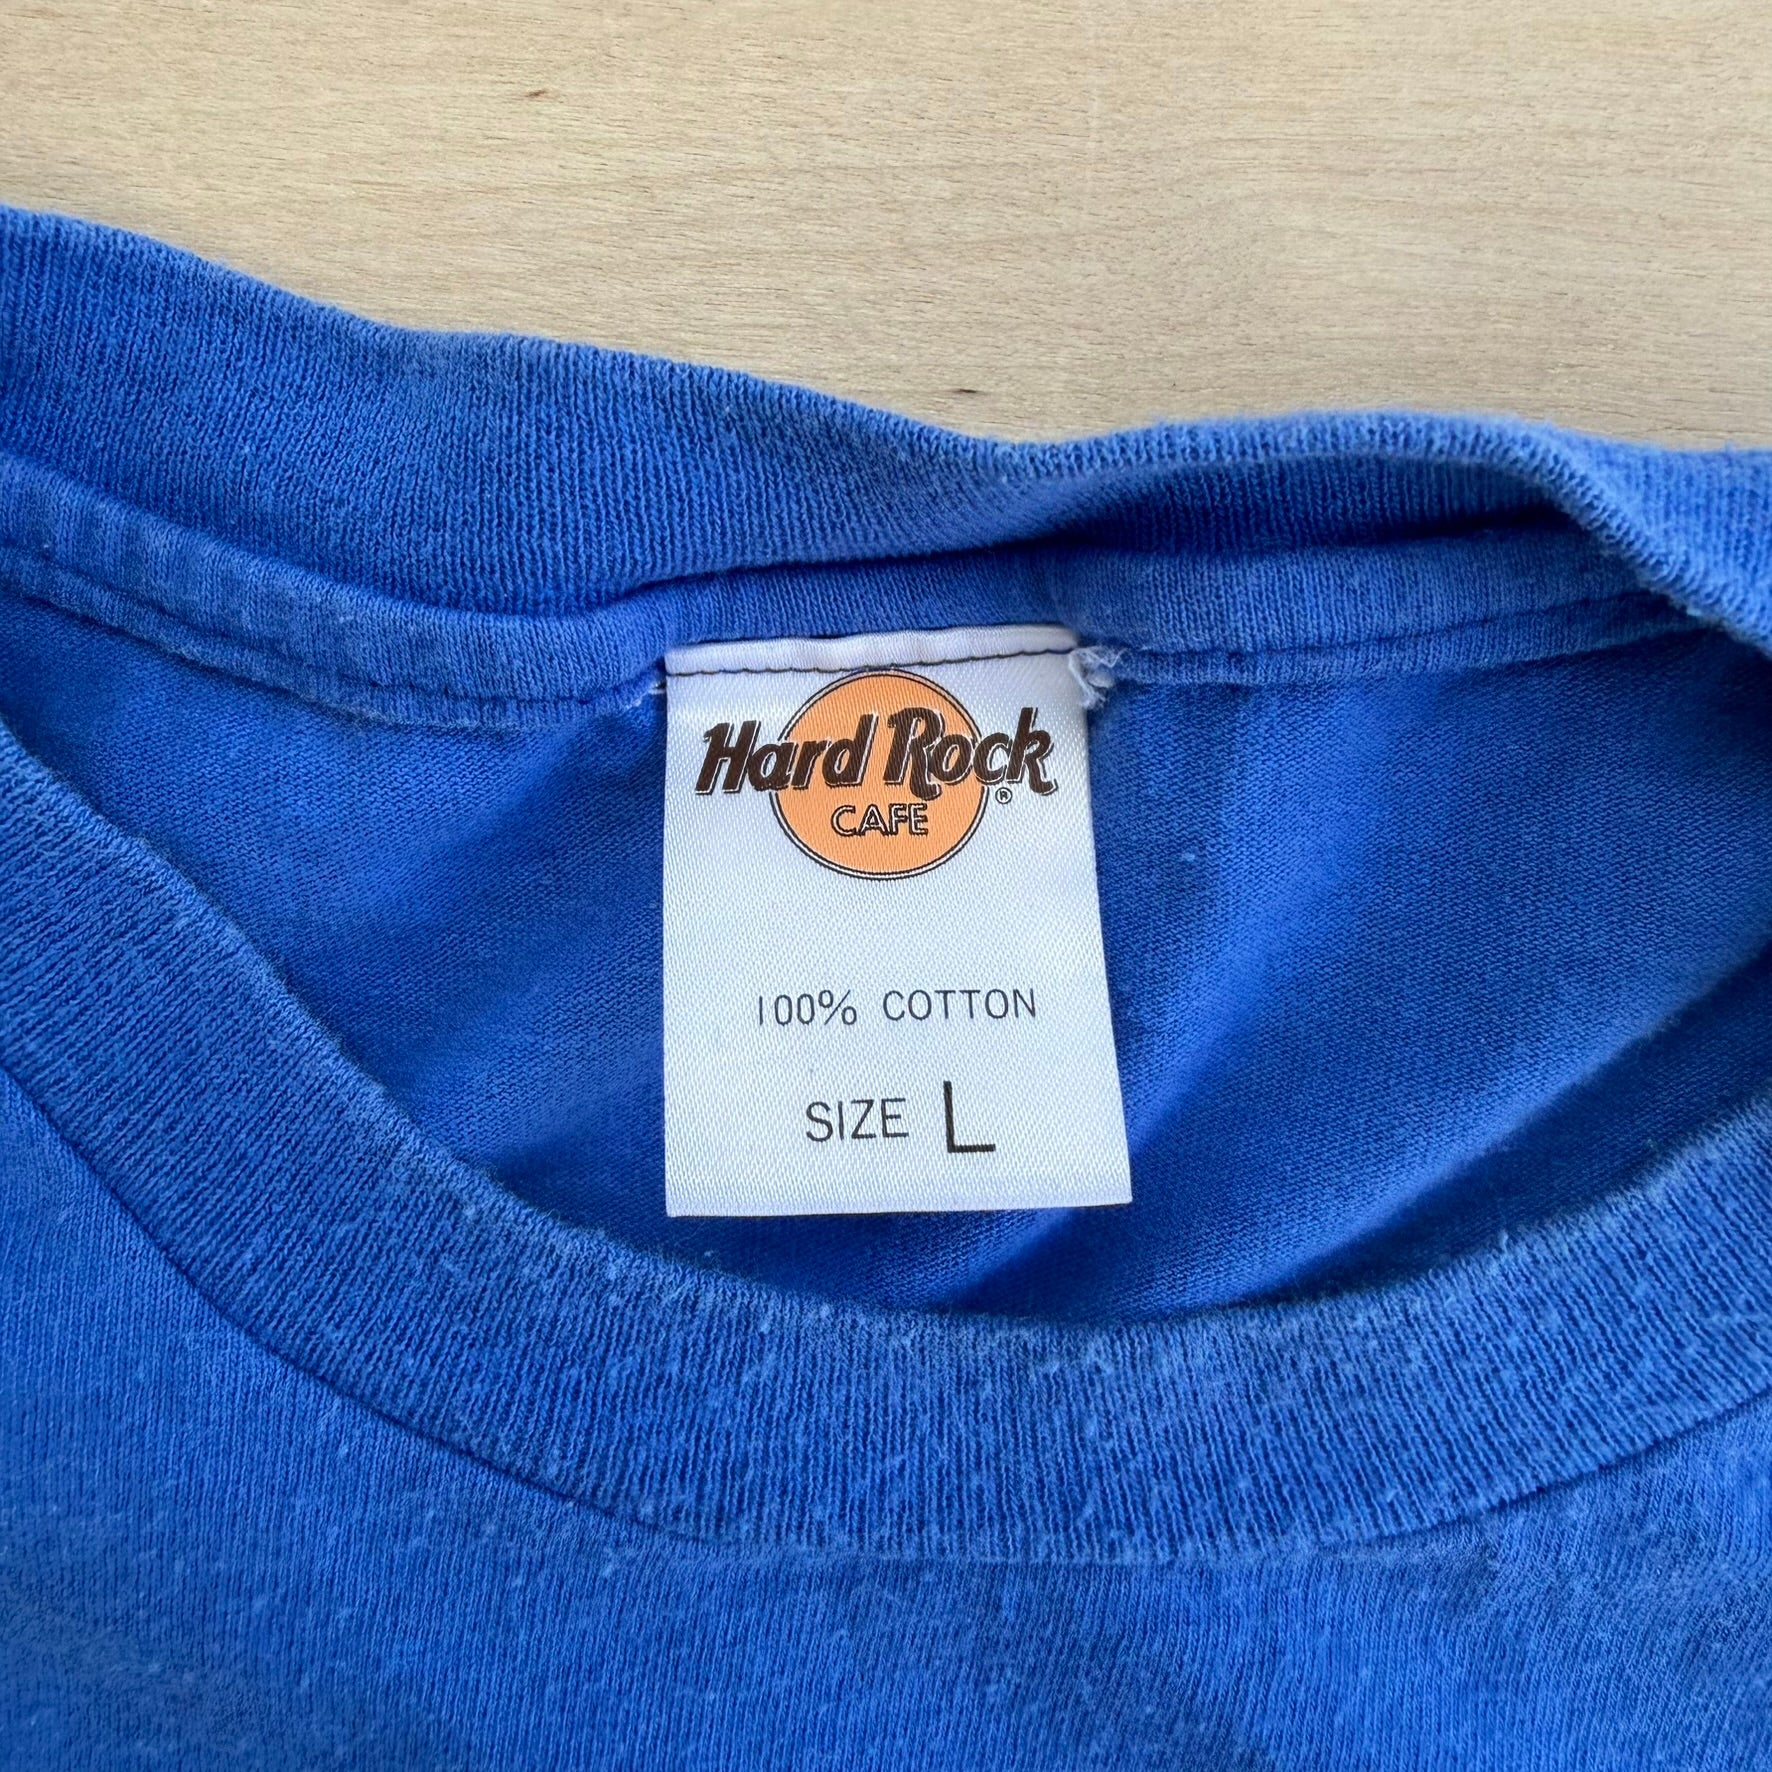 Hard Rock
CAFE
®
100% COTTON
SIZE L